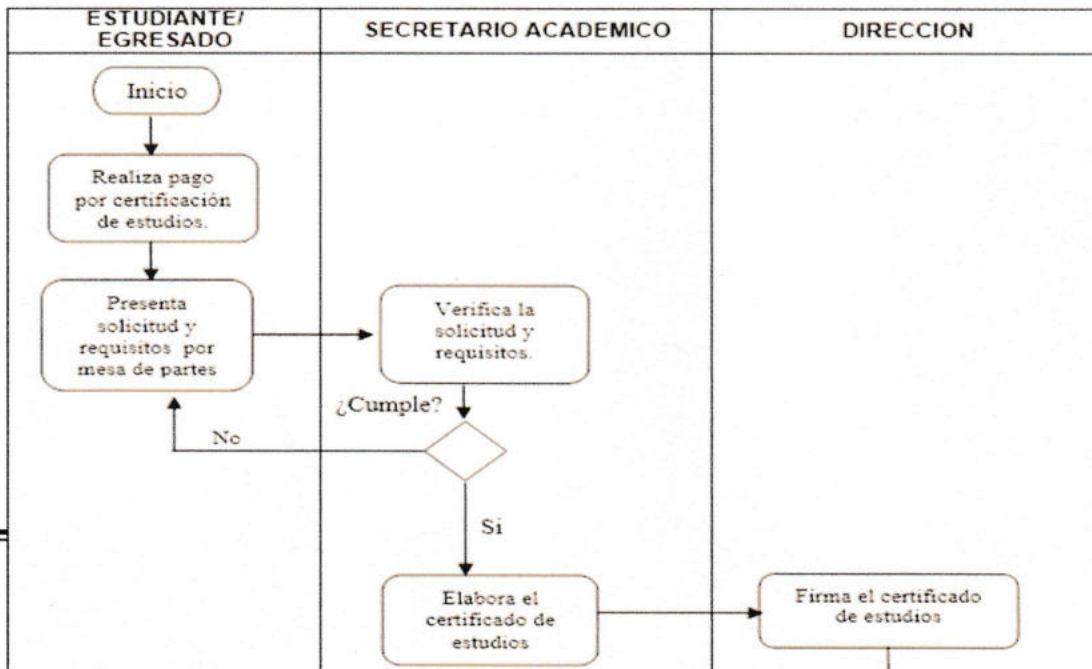 ESTUDIANTE/
EGRESADO
SECRETARIO ACADEMICO
DIRECCION
Inicio
Realiza pago
por certificación
de estudios.
Presenta
solicitud y
requisitos por
mesa de partes
Verifica la
solicitud y
requisitos.
¿Cumple?
No
Si
Elabora el
certificado de
estudios
Firma el certificado
de estudios